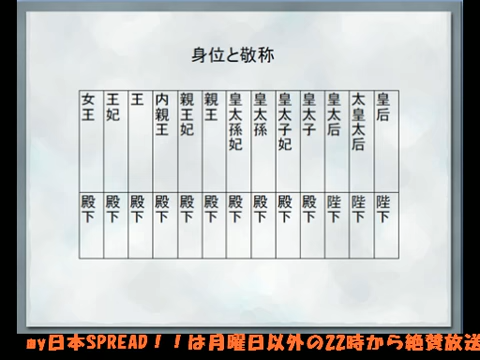 身位と敬称
皇后 陛下
太皇太后 陛下
皇太后 陛下
皇太子 殿下
皇太子妃 殿下
皇太孫 殿下
皇太孫妃 殿下
親王 殿下
親王妃 殿下
内親王 殿下
王 殿下
王妃 殿下
女王 殿下
my日本SPREAD！！は月曜日以外の22時から絶賛放送